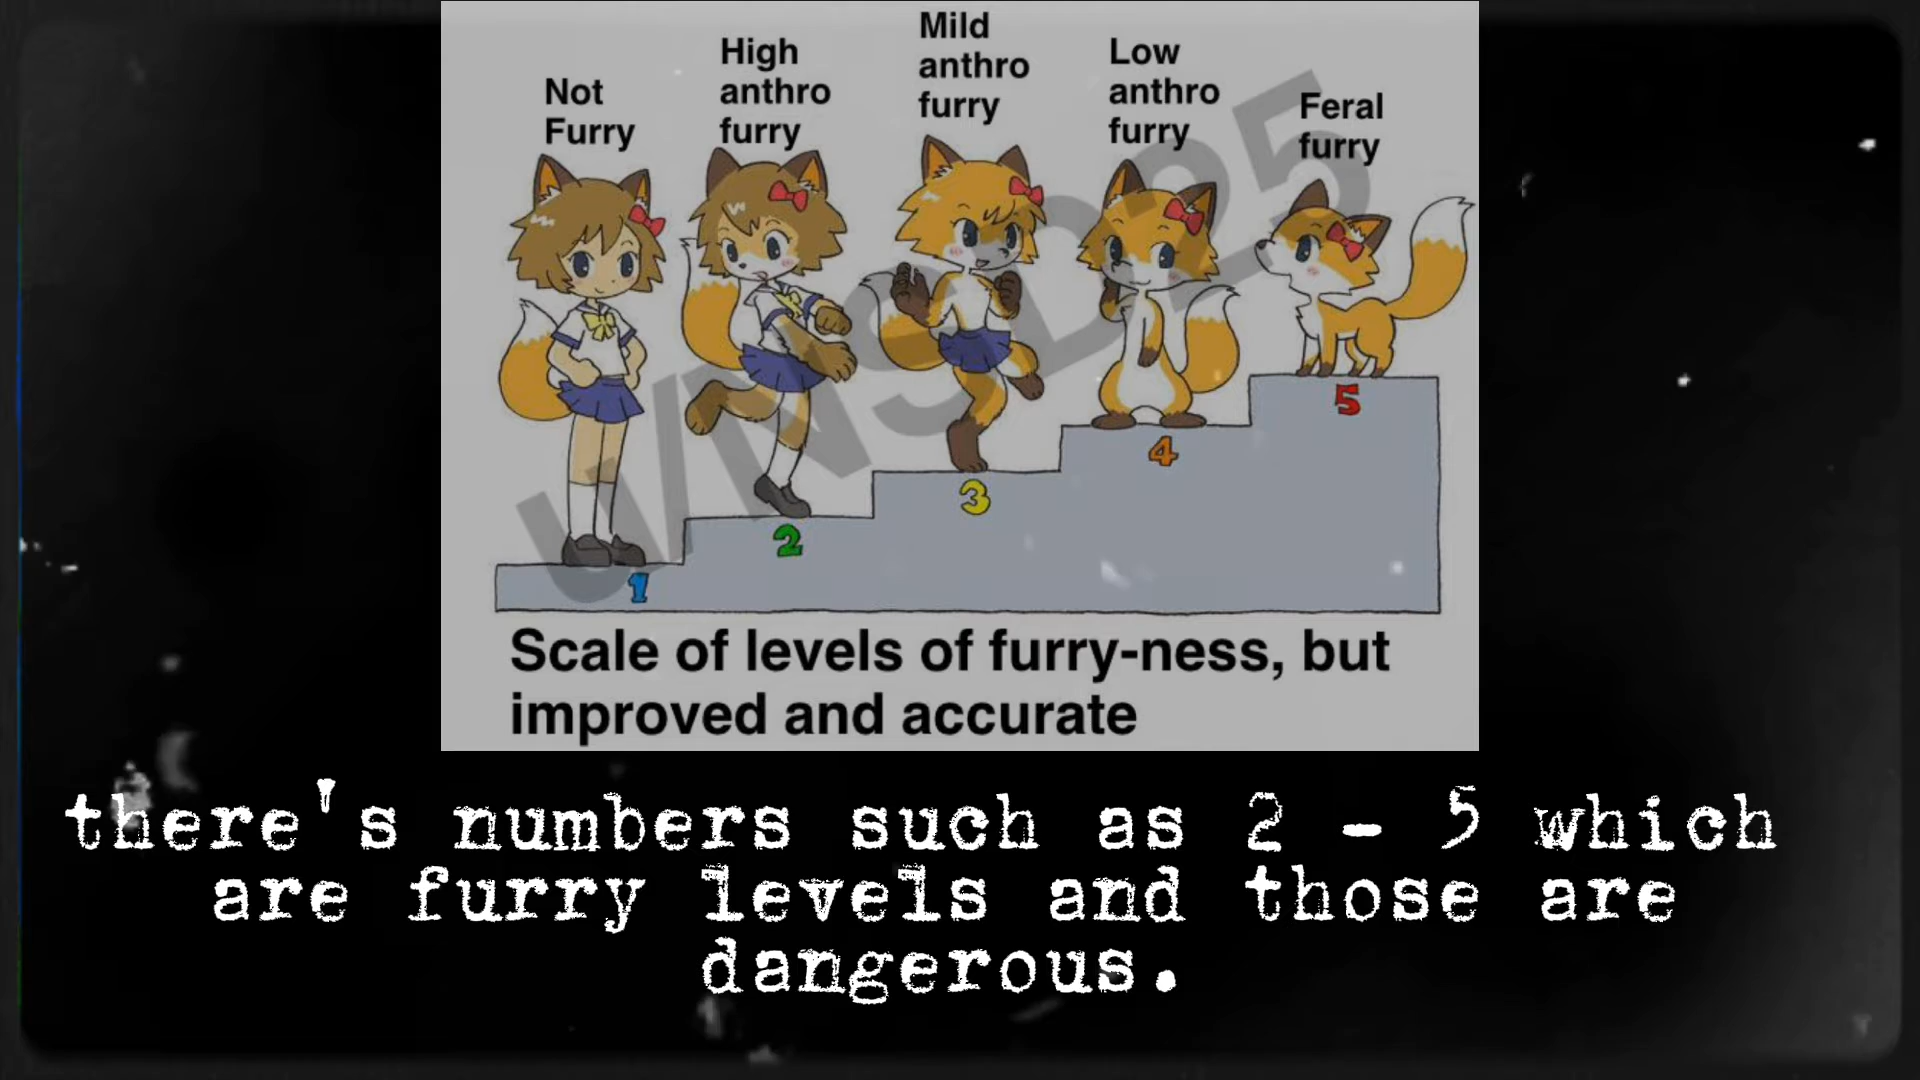 Not
Furry
High
anthro
furry
Mild
anthro
furry
Low
anthro
furry
Feral
furry
u/NSD25
1
2
3
4
5
Scale of levels of furry-ness, but
improved and accurate
there's numbers such as 2 - 5 which
are furry levels and those are
dangerous.